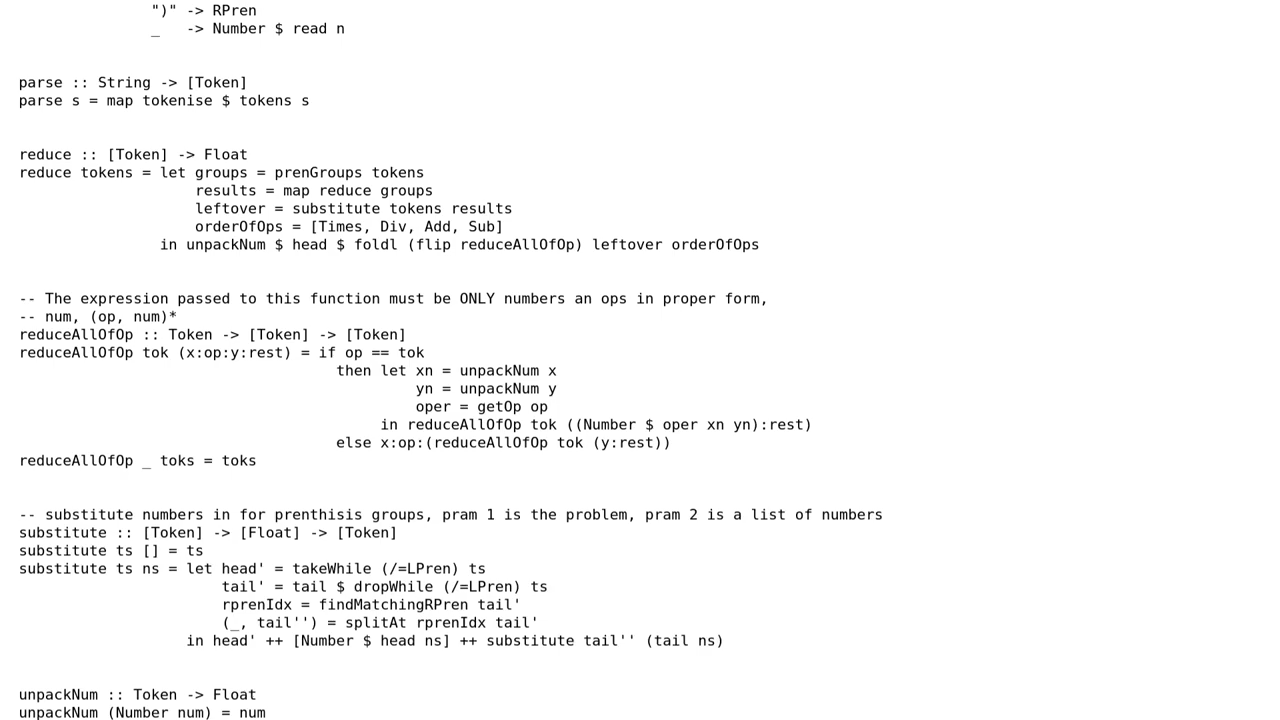 ")" -> RPren
_   -> Number $ read n
parse :: String -> [Token]
parse s = map tokenise $ tokens s
reduce :: [Token] -> Float
reduce tokens = let groups = prenGroups tokens
                    results = map reduce groups
                    leftover = substitute tokens results
                    orderOfOps = [Times, Div, Add, Sub]
                in unpackNum $ head $ foldl (flip reduceAllOfOp) leftover orderOfOps
-- The expression passed to this function must be ONLY numbers an ops in proper form,
-- num, (op, num)*
reduceAllOfOp :: Token -> [Token] -> [Token]
reduceAllOfOp tok (x:op:y:rest) = if op == tok
                                    then let xn = unpackNum x
                                             yn = unpackNum y
                                             oper = getOp op
                                         in reduceAllOfOp tok ((Number $ oper xn yn):rest)
                                    else x:op:(reduceAllOfOp tok (y:rest))
reduceAllOfOp _ toks = toks
-- substitute numbers in for prenthisis groups, pram 1 is the problem, pram 2 is a list of numbers
substitute :: [Token] -> [Float] -> [Token]
substitute ts [] = ts
substitute ts ns = let head' = takeWhile (/=LPren) ts
                       tail' = tail $ dropWhile (/=LPren) ts
                       rprenIdx = findMatchingRPren tail'
                       (_, tail'') = splitAt rprenIdx tail'
                   in head' ++ [Number $ head ns] ++ substitute tail'' (tail ns)
unpackNum :: Token -> Float
unpackNum (Number num) = num